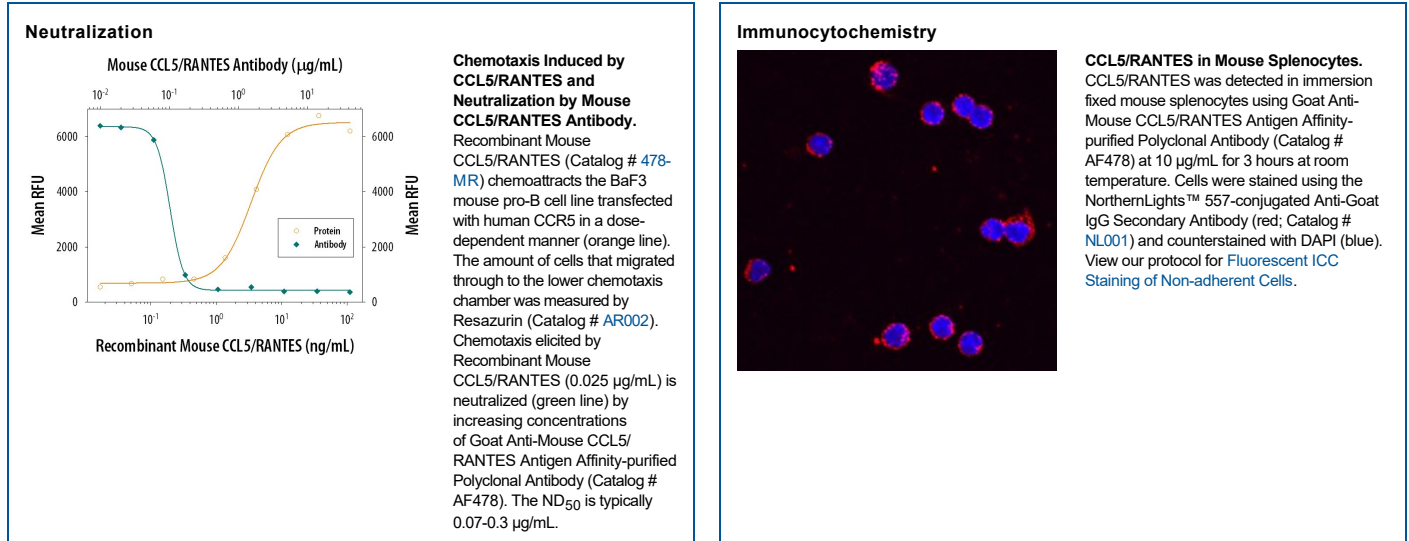 Neutralization
Mouse CCL5/RANTES Antibody (μg/mL)
10-2 10-1 100 101
6000 6000
4000 4000
2000 2000
0 0
Mean RFU
Mean RFU
Protein
Antibody
10-1 100 101 102
Recombinant Mouse CCL5/RANTES (ng/mL)
Chemotaxis Induced by
CCL5/RANTES and
Neutralization by Mouse
CCL5/RANTES Antibody.
Recombinant Mouse
CCL5/RANTES (Catalog # 478-
MR) chemoattracts the BaF3
mouse pro-B cell line transfected
with human CCR5 in a dose-
dependent manner (orange line).
The amount of cells that migrated
through to the lower chemotaxis
chamber was measured by
Resazurin (Catalog # AR002).
Chemotaxis elicited by
Recombinant Mouse
CCL5/RANTES (0.025 μg/mL) is
neutralized (green line) by
increasing concentrations
of Goat Anti-Mouse CCL5/
RANTES Antigen Affinity-purified
Polyclonal Antibody (Catalog #
AF478). The ND50 is typically
0.07-0.3 μg/mL.
Immunocytochemistry
CCL5/RANTES in Mouse Splenocytes.
CCL5/RANTES was detected in immersion
fixed mouse splenocytes using Goat Anti-
Mouse CCL5/RANTES Antigen Affinity-
purified Polyclonal Antibody (Catalog #
AF478) at 10 μg/mL for 3 hours at room
temperature. Cells were stained using the
NorthernLights™ 557-conjugated Anti-Goat
IgG Secondary Antibody (red; Catalog #
NL001) and counterstained with DAPI (blue).
View our protocol for Fluorescent ICC
Staining of Non-adherent Cells.